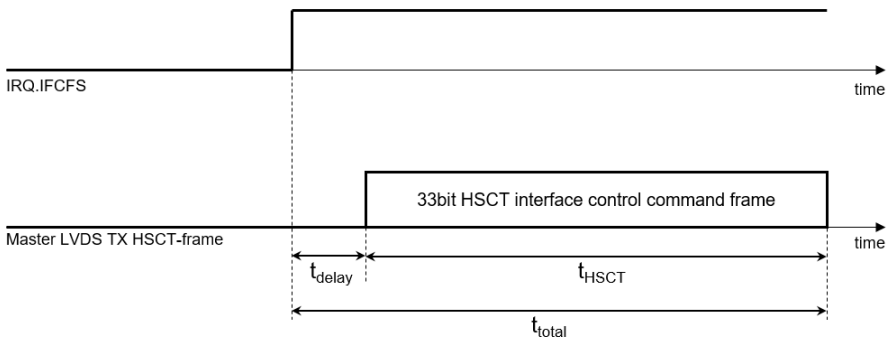 IRQ.IFCFS
time
33bit HSCT interface control command frame
Master LVDS TX HSCT-frame
time
tdelay
tHSCT
ttotal